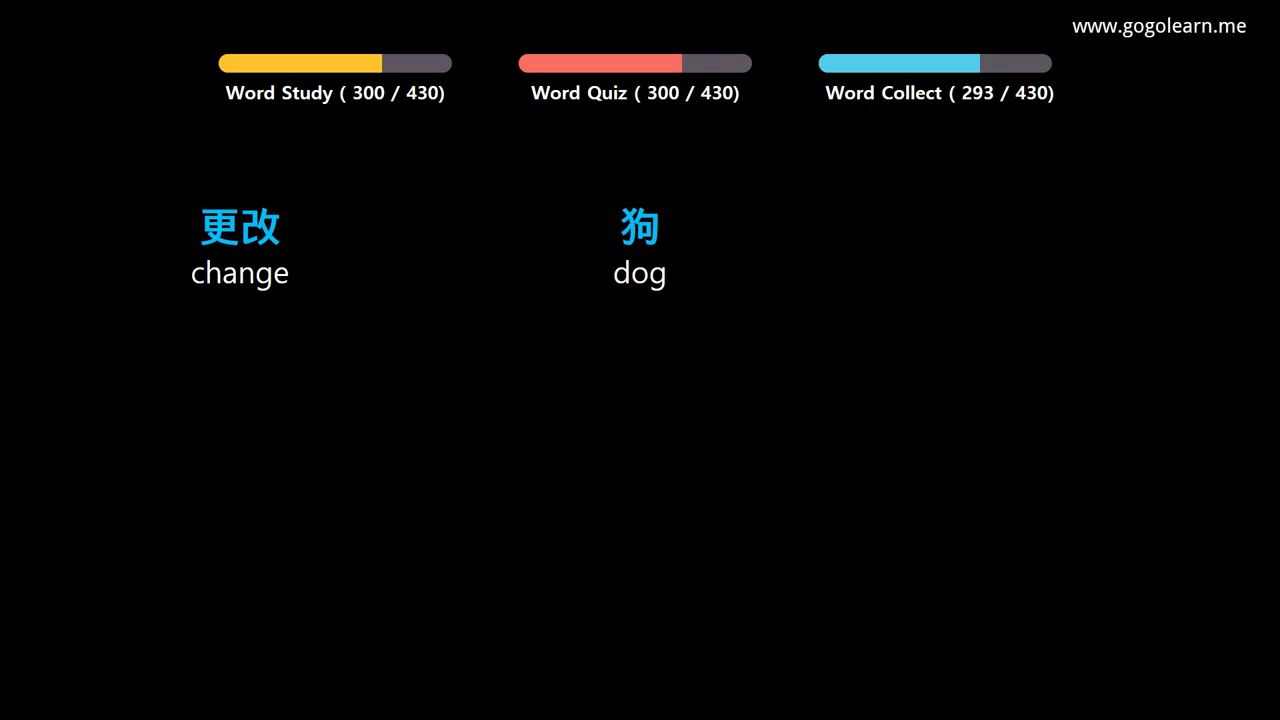 www.gogolearn.me
Word Study ( 300 / 430)
Word Quiz ( 300 / 430)
Word Collect ( 293 / 430)
更改
change
狗
dog